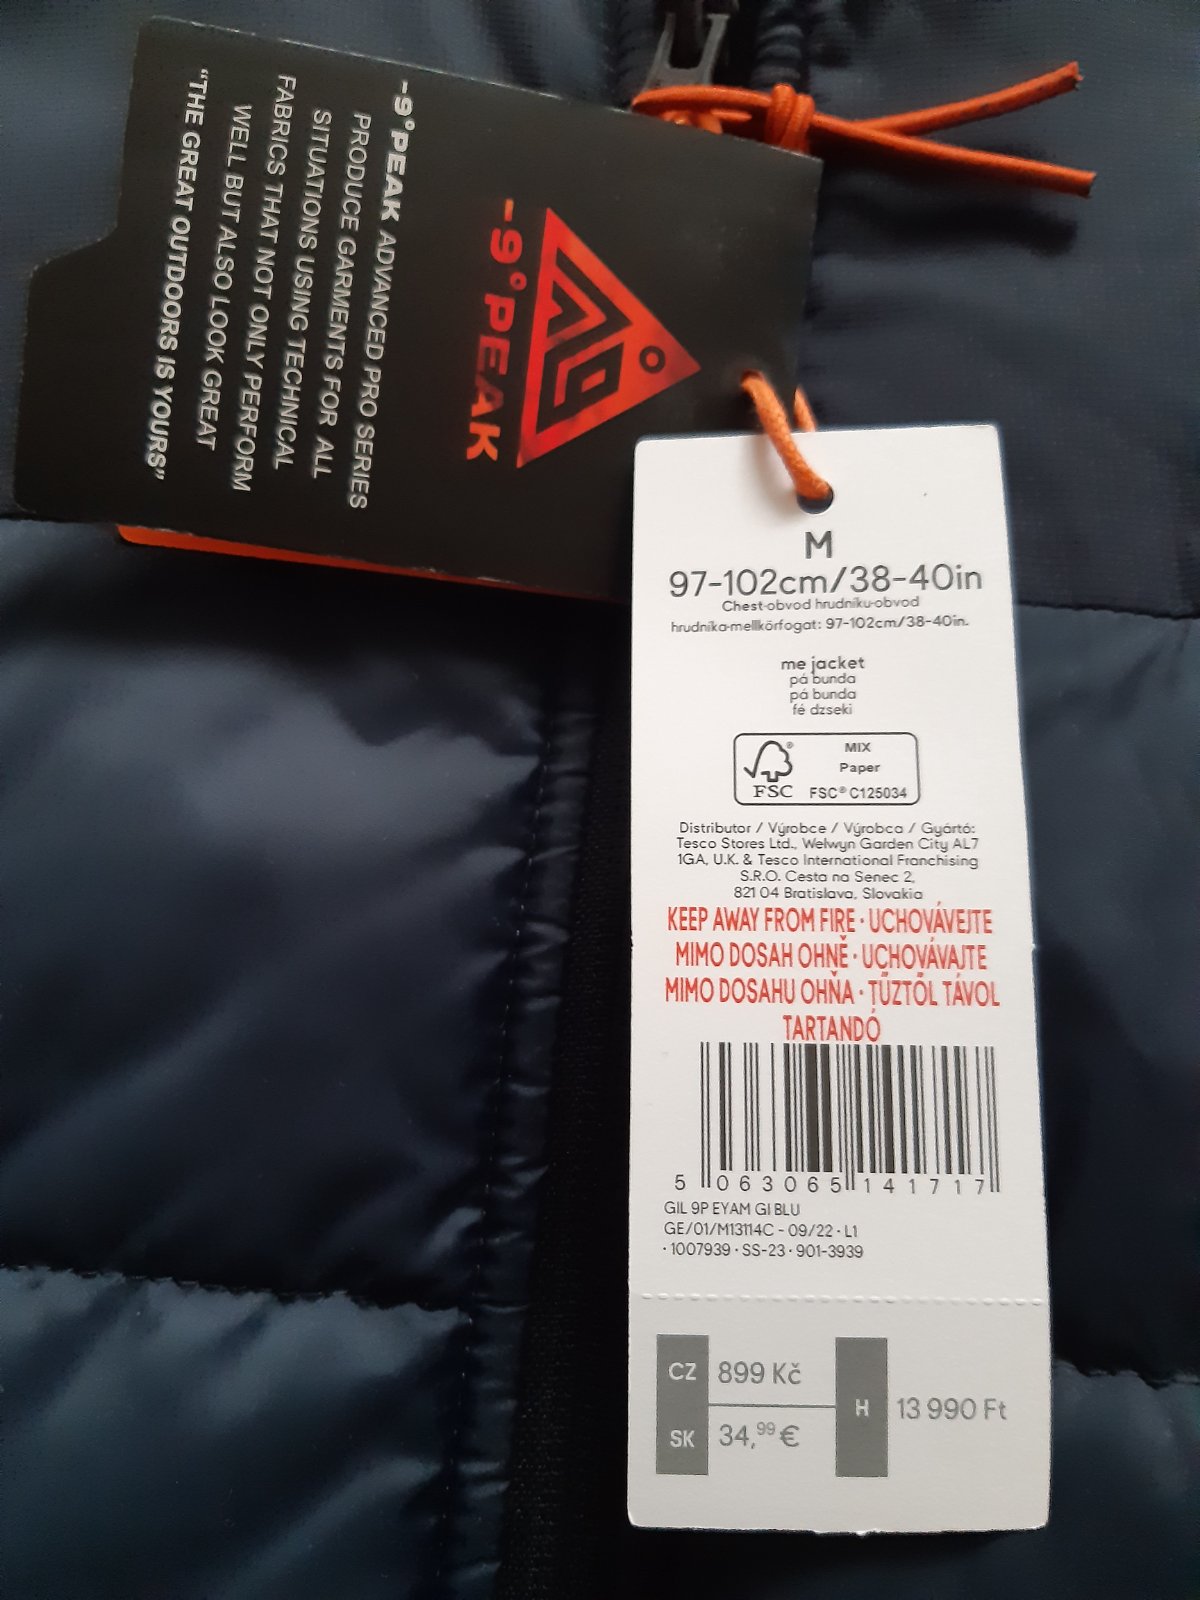 -9°PEAK ADVANCED PRO SERIES
PRODUCE GARMENTS FOR ALL
SITUATIONS USING TECHNICAL
FABRICS THAT NOT ONLY PERFORM
WELL BUT ALSO LOOK GREAT
“THE GREAT OUTDOORS IS YOURS”
-9°
-9°PEAK
M
97-102cm/38-40in
Chest-obvod hrudníku-obvod
hrudníka-mellkörfogat: 97-102cm/38-40in.
me jacket
pá bunda
pá bunda
fé dzseki
FSC®
MIX
Paper
FSC® C125034
Distributor / Výrobce / Výrobca / Gyártó:
Tesco Stores Ltd., Welwyn Garden City AL7
1GA, U.K. & Tesco International Franchising
S.R.O. Cesta na Senec 2,
821 04 Bratislava, Slovakia
KEEP AWAY FROM FIRE · UCHOVÁVEJTE
MIMO DOSAH OHNĚ · UCHOVÁVAJTE
MIMO DOSAHU OHŇA · TŰZTŐL TÁVOL
TARTANDÓ
5 063065 141717
GIL 9P EYAM GI BLU
GE/01/M13114C - 09/22 · L1
· 1007939 · SS-23 · 901-3939
CZ 899 Kč
SK 34,99 €
H 13 990 Ft